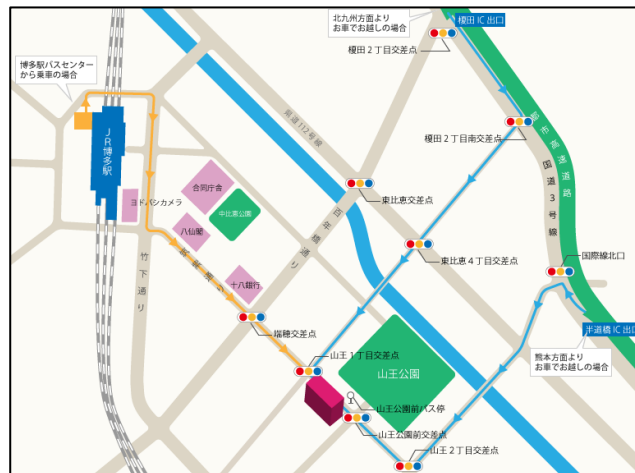 北九州方面より
お車でお越しの場合
榎田 IC 出口
榎田２丁目交差点
博多駅バスセンター
から乗車の場合
県道112号線
都市高速道路
榎田２丁目南交差点
ＪＲ博多駅
国道３号線
合同庁舎
東比恵交差点
ヨドバシカメラ
中比恵公園
八仙閣
百年橋通り
東比恵４丁目交差点
国際線北口
竹下通り
十八銀行
端穂交差点
半道橋 IC 出口
山王１丁目交差点
熊本方面より
お車でお越しの場合
山王公園
山王公園前バス停
山王公園前交差点
山王２丁目交差点